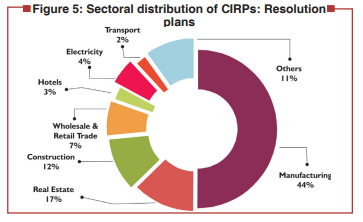 Figure 5: Sectoral distribution of CIRPs: Resolution
plans
Transport
2%
Electricity
4%
Hotels
3%
Wholesale &
Retail Trade
7%
Construction
12%
Real Estate
17%
Others
11%
Manufacturing
44%